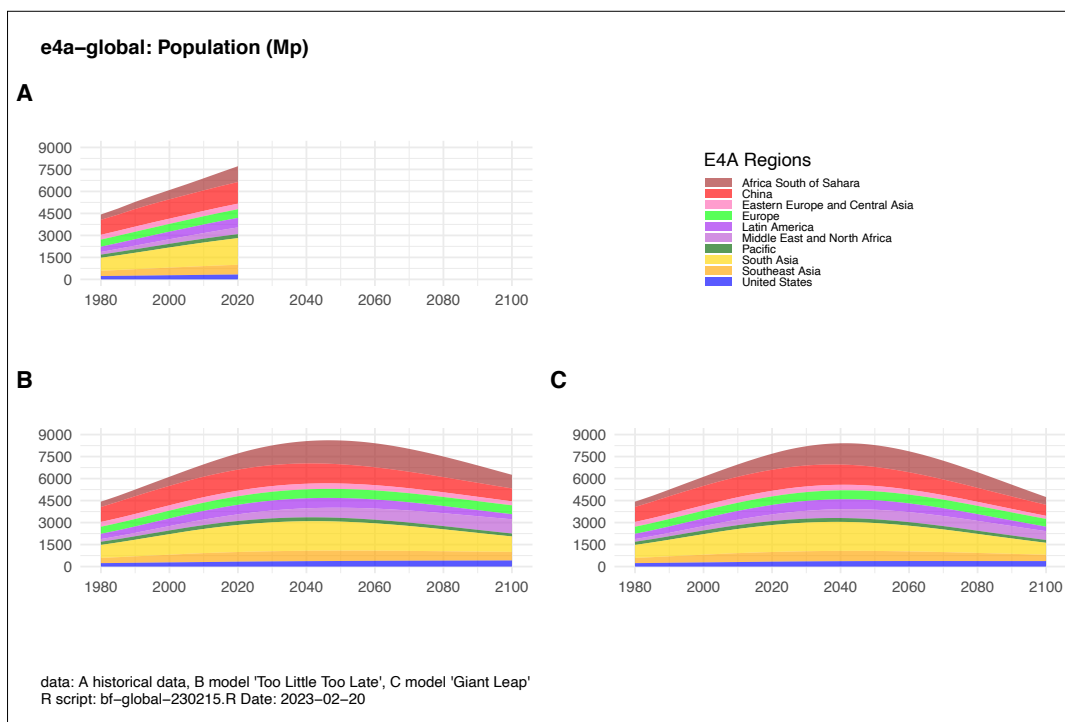 e4a−global: Population (Mp)
A
9000
7500
6000
4500
3000
1500
0
1980 2000 2020 2040 2060 2080 2100
E4A Regions
Africa South of Sahara
China
Eastern Europe and Central Asia
Europe
Latin America
Middle East and North Africa
Pacific
South Asia
Southeast Asia
United States
B
9000
7500
6000
4500
3000
1500
0
1980 2000 2020 2040 2060 2080 2100
C
9000
7500
6000
4500
3000
1500
0
1980 2000 2020 2040 2060 2080 2100
data: A historical data, B model 'Too Little Too Late', C model 'Giant Leap'
R script: bf−global−230215.R Date: 2023−02−20